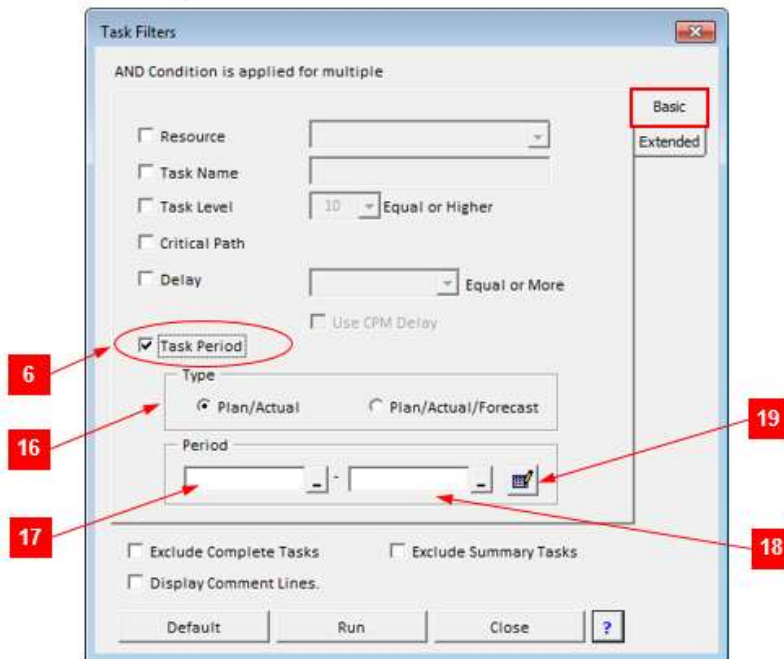 Task Filters
AND Condition is applied for multiple
Basic
Extended
Resource
Task Name
Task Level 10 Equal or Higher
Critical Path
Delay Equal or More
Use CPM Delay
6 Task Period
Type
16 Plan/Actual Plan/Actual/Forecast
19
Period
-
17
18
Exclude Complete Tasks Exclude Summary Tasks
Display Comment Lines.
Default Run Close ?